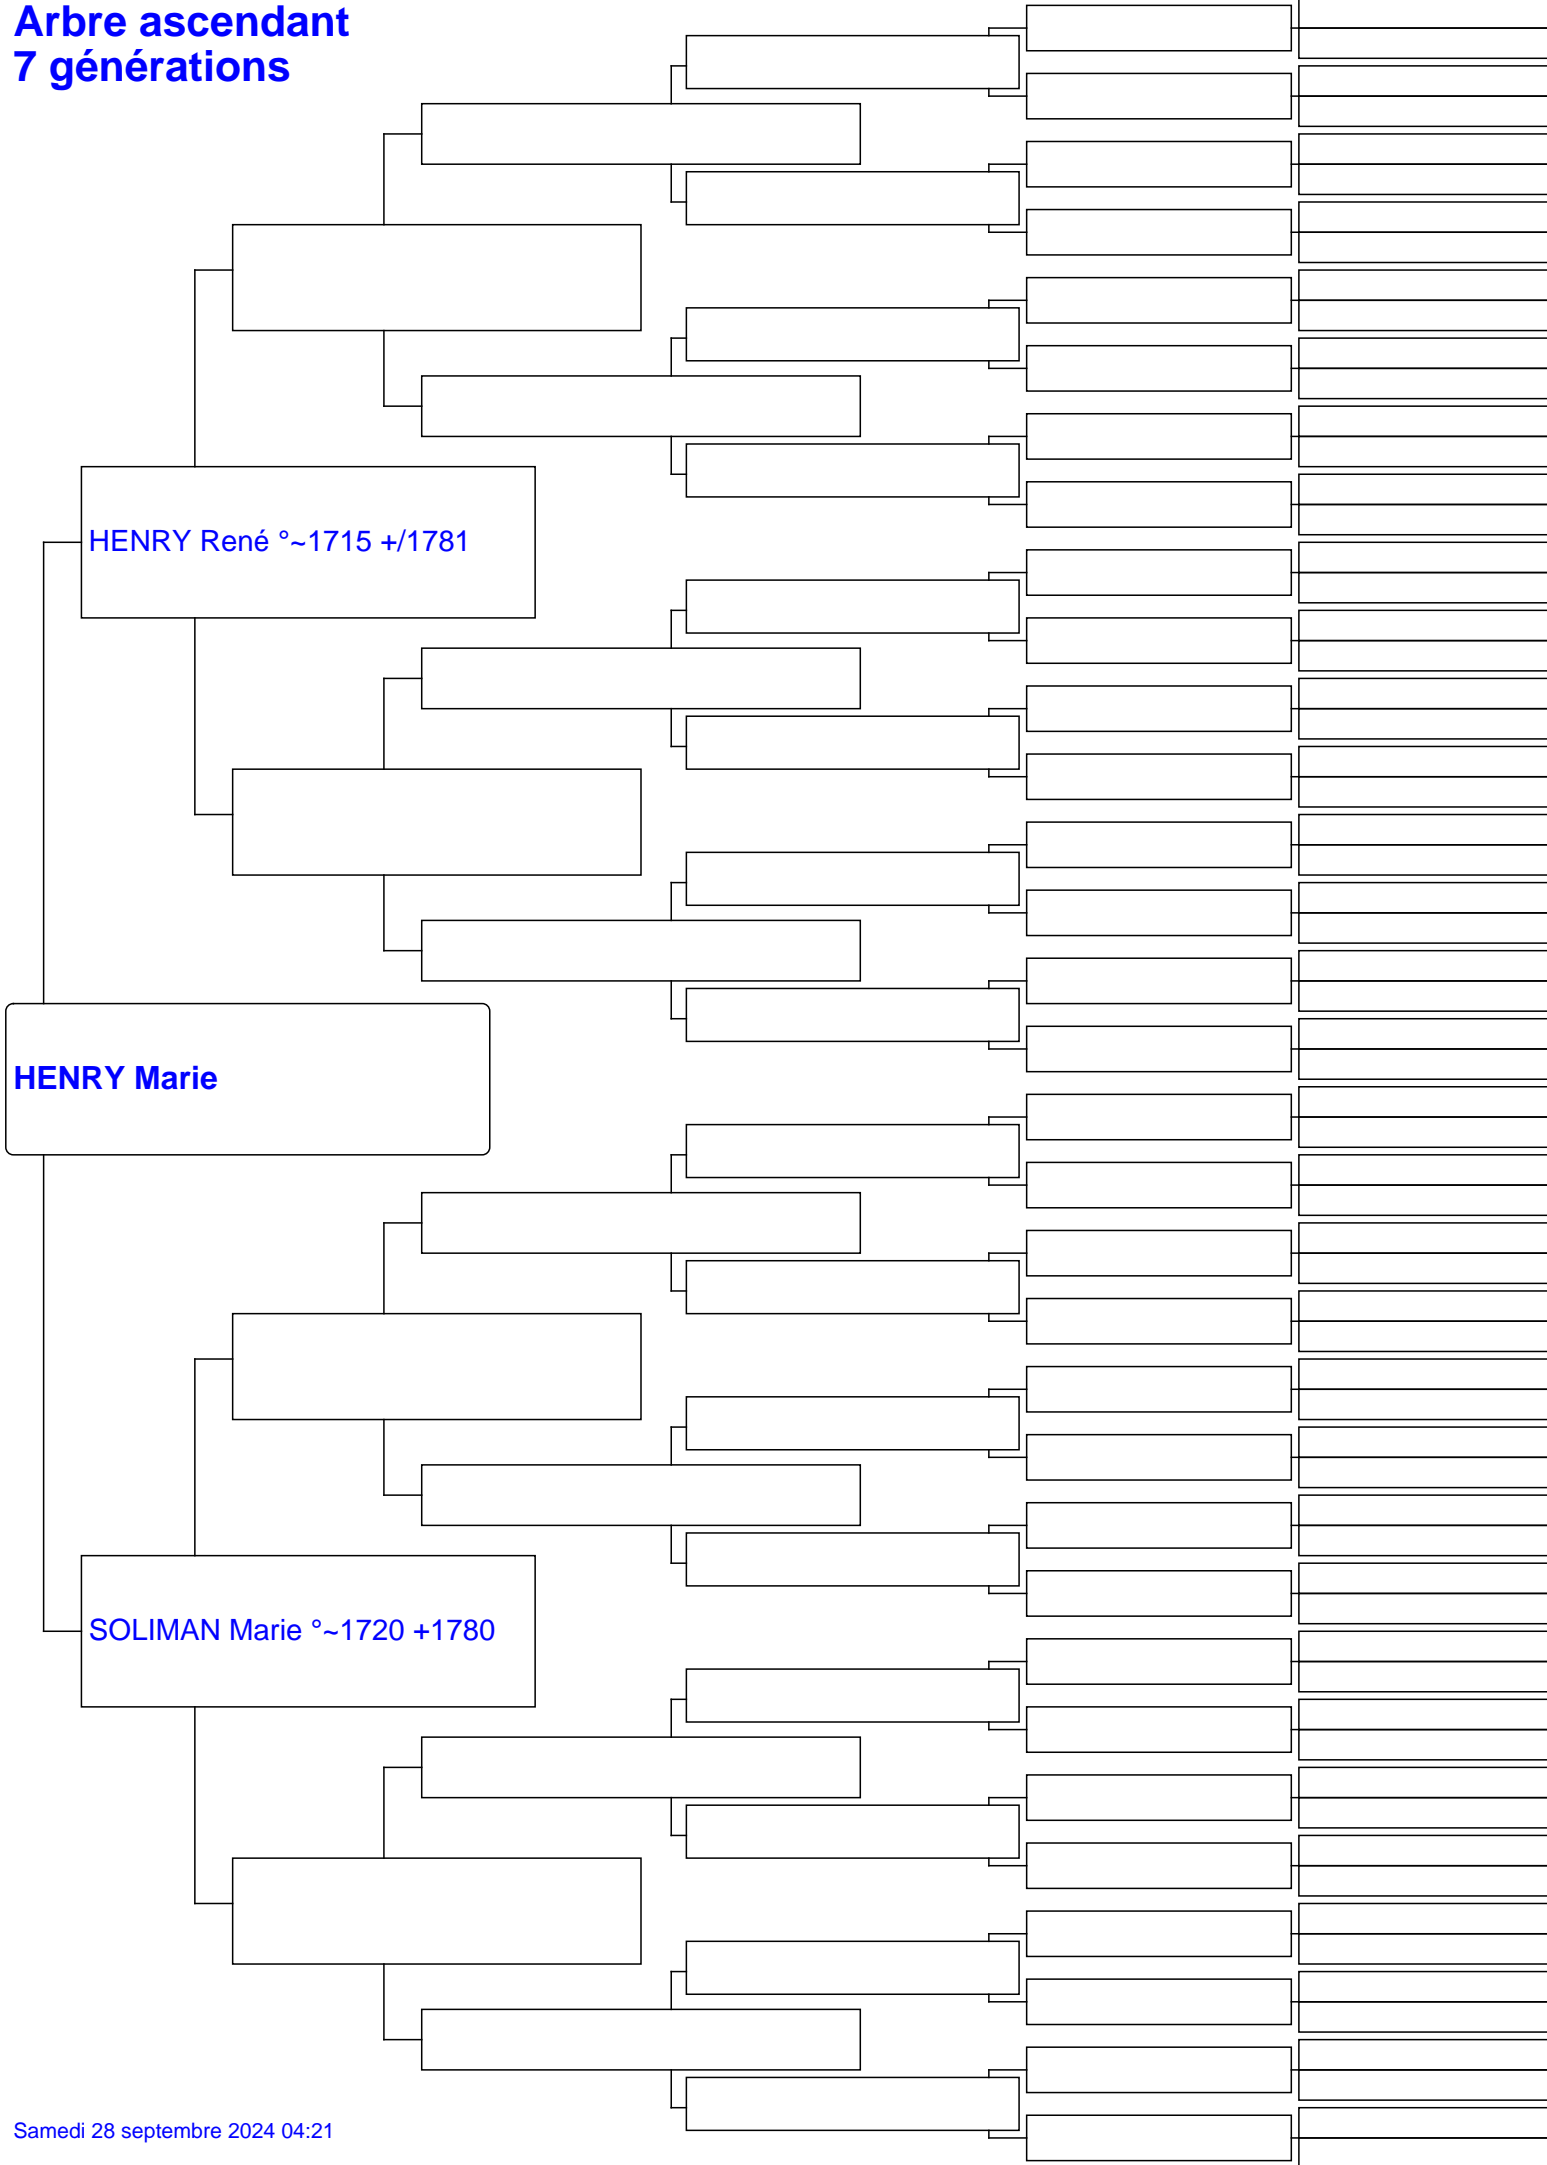 Arbre ascendant
7 générations
HENRY René °~1715 +/1781
HENRY Marie
SOLIMAN Marie °~1720 +1780
Samedi 28 septembre 2024 04:21